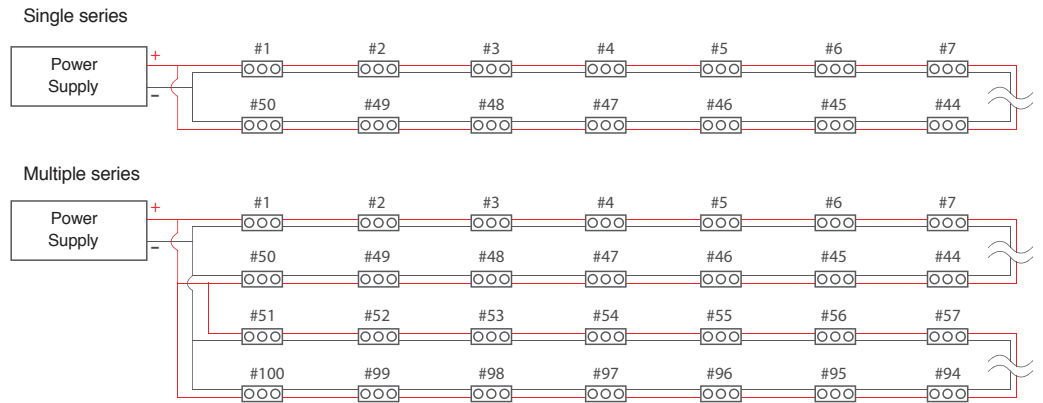 Single series
Power
Supply
+
-
#1 #2 #3 #4 #5 #6 #7
#50 #49 #48 #47 #46 #45 #44
Multiple series
Power
Supply
+
-
#1 #2 #3 #4 #5 #6 #7
#50 #49 #48 #47 #46 #45 #44
#51 #52 #53 #54 #55 #56 #57
#100 #99 #98 #97 #96 #95 #94